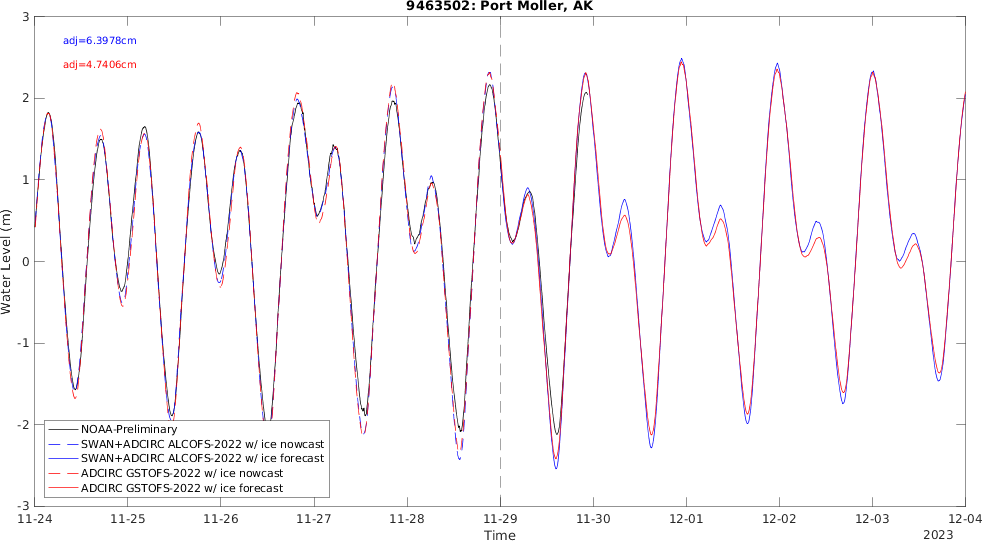 9463502: Port Moller, AK
3
adj=6.3978cm
adj=4.7406cm
2
1
0
-1
-2
-3
Water Level (m)
NOAA-Preliminary
SWAN+ADCIRC ALCOFS-2022 w/ ice nowcast
SWAN+ADCIRC ALCOFS-2022 w/ ice forecast
ADCIRC GSTOFS-2022 w/ ice nowcast
ADCIRC GSTOFS-2022 w/ ice forecast
11-24 11-25 11-26 11-27 11-28 11-29 11-30 12-01 12-02 12-03 12-04
Time
2023